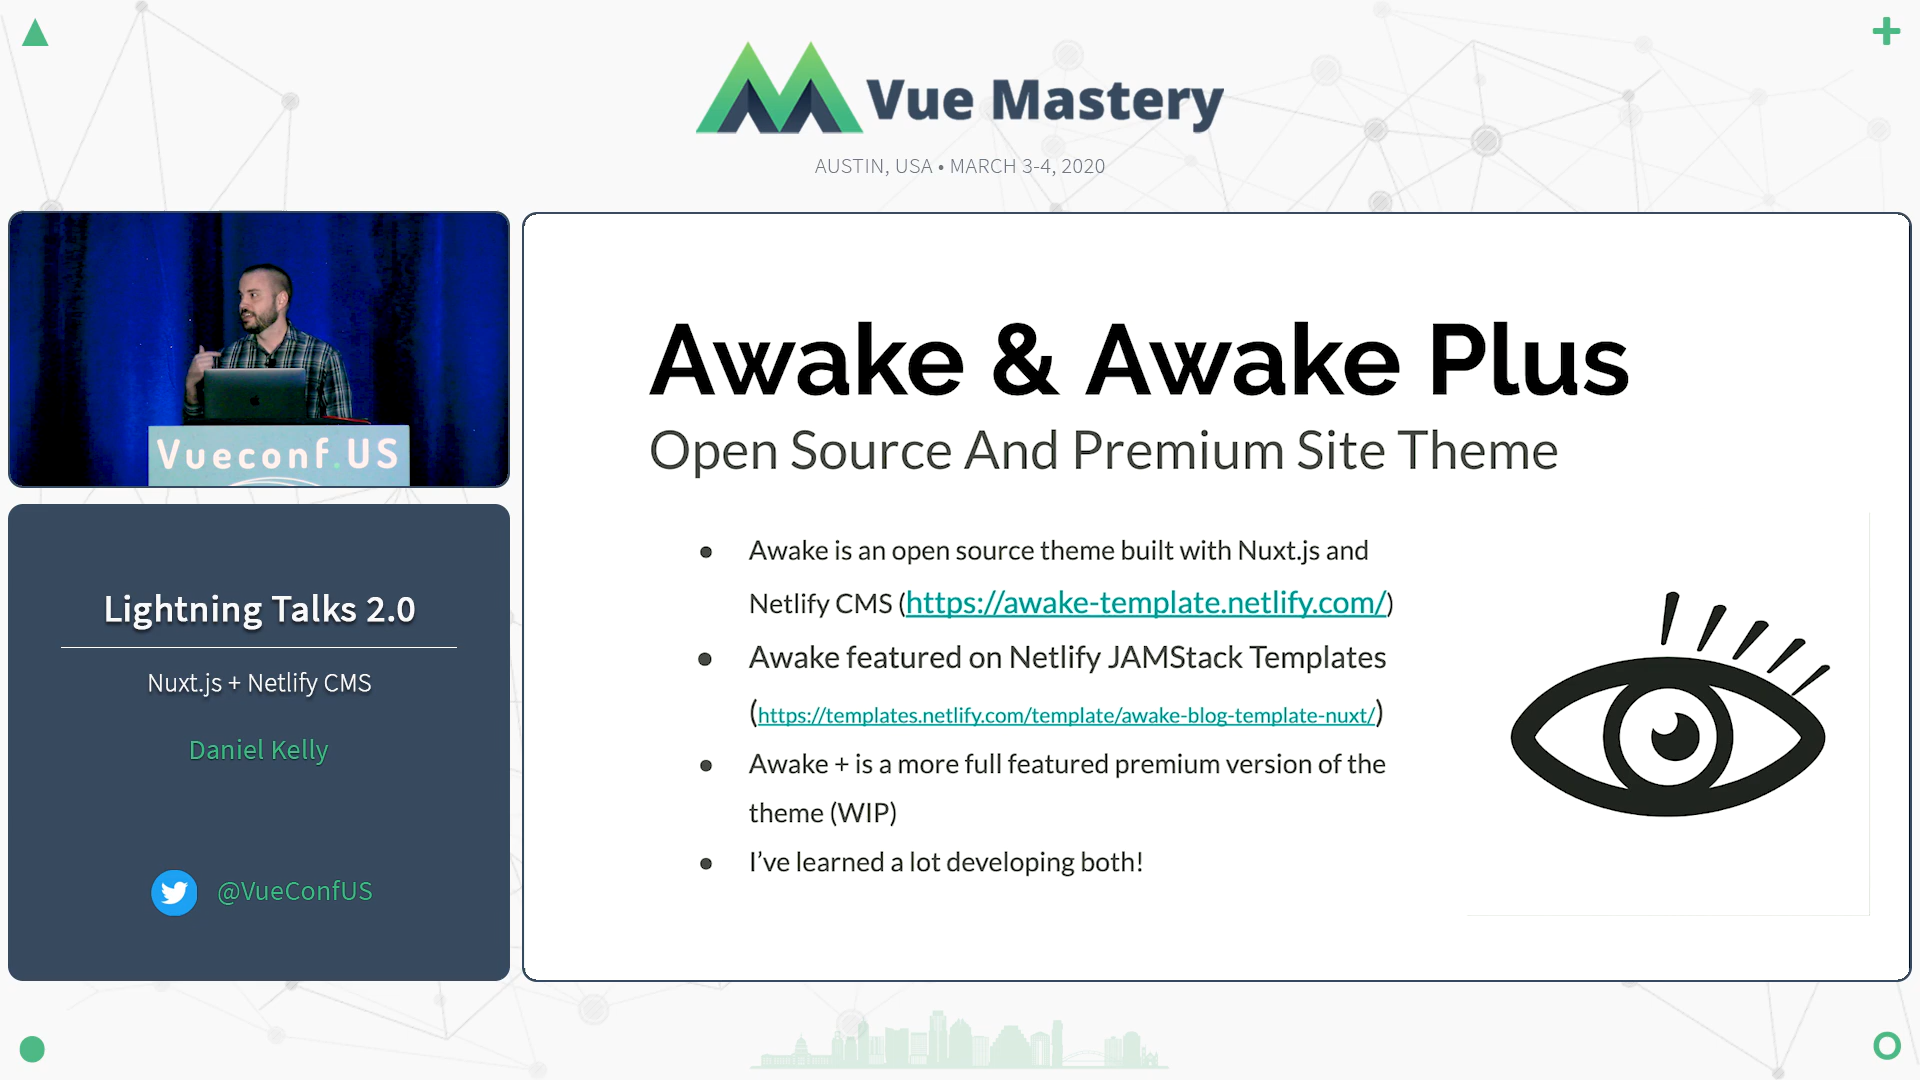 Vue Mastery
AUSTIN, USA • MARCH 3-4, 2020
Vueconf.US
Lightning Talks 2.0
Nuxt.js + Netlify CMS
Daniel Kelly
@VueConfUS
Awake & Awake Plus
Open Source And Premium Site Theme
● Awake is an open source theme built with Nuxt.js and
Netlify CMS (https://awake-template.netlify.com/)
● Awake featured on Netlify JAMStack Templates
(https://templates.netlify.com/template/awake-blog-template-nuxt/)
● Awake + is a more full featured premium version of the
theme (WIP)
● I’ve learned a lot developing both!